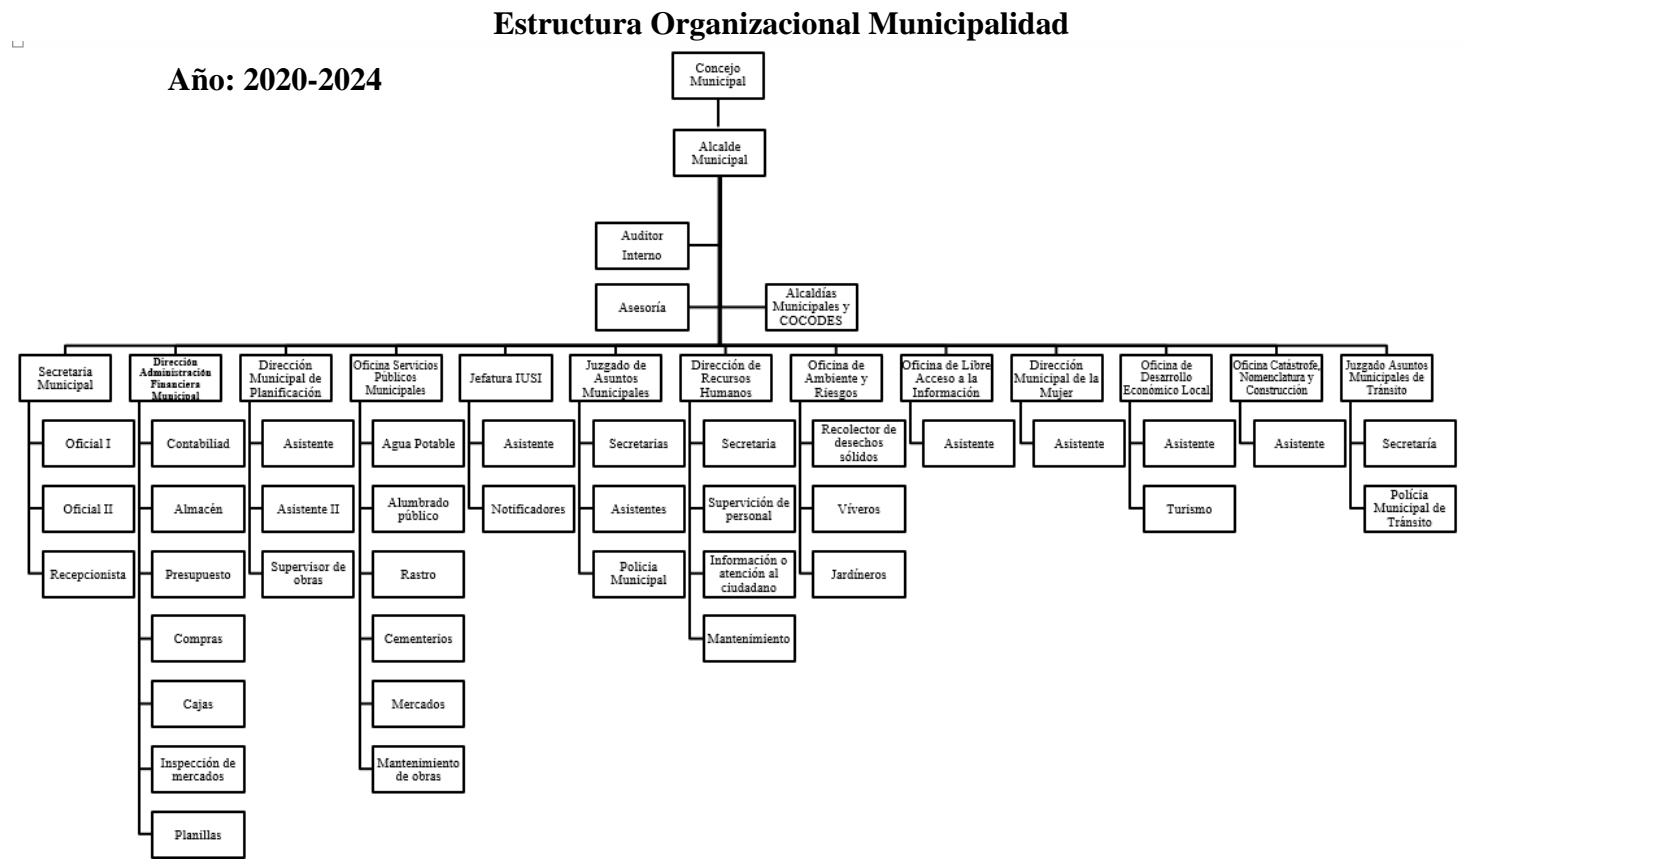 Estructura Organizacional Municipalidad
Año: 2020-2024
Concejo
Municipal
Alcalde
Municipal
Auditor
Interno
Asesoría
Alcaldías
Municipales y
COCODES
Secretaria
Municipal
Oficial I
Oficial II
Recepcionista
Dirección
Administración
Financiera
Municipal
Contabiliad
Almacén
Presupuesto
Compras
Cajas
Inspección de
mercados
Planillas
Dirección
Municipal de
Planificación
Asistente
Asistente II
Supervisor de
obras
Oficina Servicios
Públicos
Municipales
Agua Potable
Alumbrado
público
Rastro
Cementerios
Mercados
Mantenimiento
de obras
Jefatura IUSI
Asistente
Notificadores
Juzgado de
Asuntos
Municipales
Secretarias
Asistentes
Policia
Municipal
Dirección de
Recursos
Humanos
Secretaria
Supervición de
personal
Información o
atención al
ciudadano
Mantenimiento
Oficina de
Ambiente y
Riesgos
Recolector de
desechos
sólidos
Víveros
Jardíneros
Oficina de Libre
Acceso a la
Información
Asistente
Dirección
Municipal de la
Mujer
Asistente
Oficina de
Desarrollo
Económico Local
Asistente
Turismo
Oficina Catástrofe,
Nomenclatura y
Construcción
Asistente
Juzgado Asuntos
Municipales de
Tránsito
Secretaría
Polícia
Municipal de
Tránsito